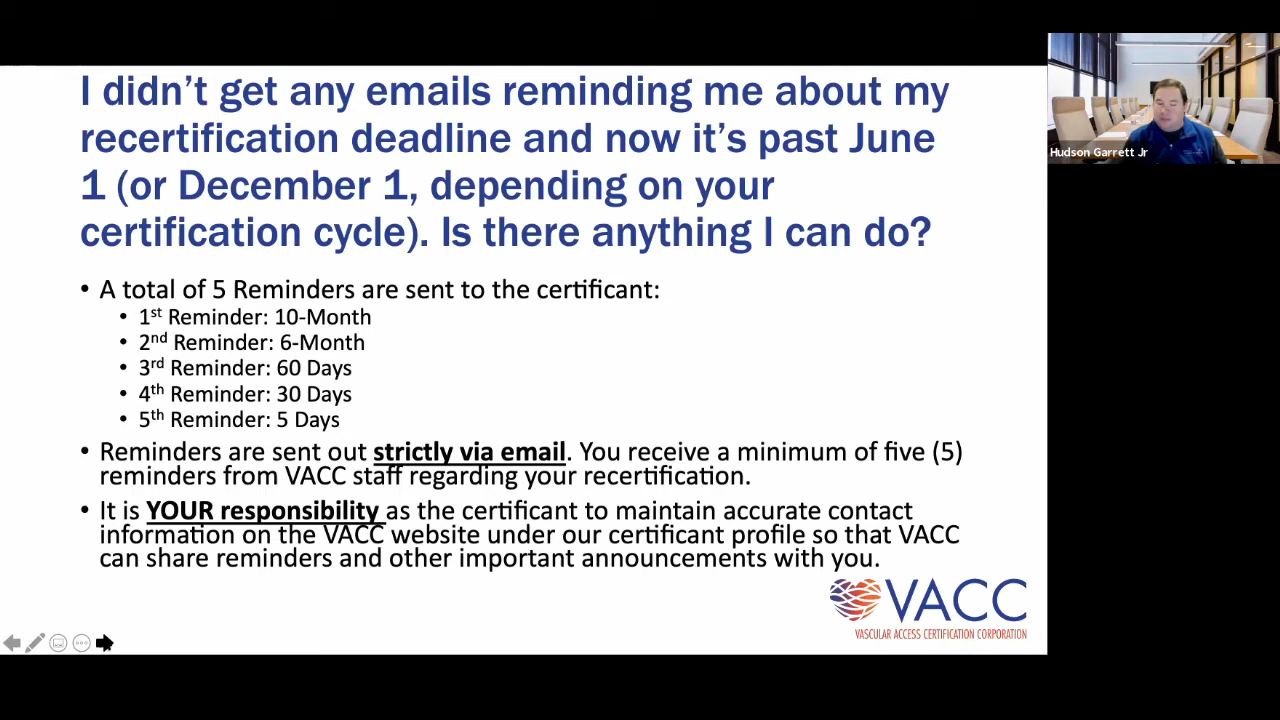 I didn’t get any emails reminding me about my
recertification deadline and now it’s past June
1 (or December 1, depending on your
certification cycle). Is there anything I can do?
Hudson Garrett Jr
• A total of 5 Reminders are sent to the certificant:
• 1st Reminder: 10-Month
• 2nd Reminder: 6-Month
• 3rd Reminder: 60 Days
• 4th Reminder: 30 Days
• 5th Reminder: 5 Days
• Reminders are sent out strictly via email. You receive a minimum of five (5)
reminders from VACC staff regarding your recertification.
• It is YOUR responsibility as the certificant to maintain accurate contact
information on the VACC website under our certificant profile so that VACC
can share reminders and other important announcements with you.
VACC
VASCULAR ACCESS CERTIFICATION CORPORATION